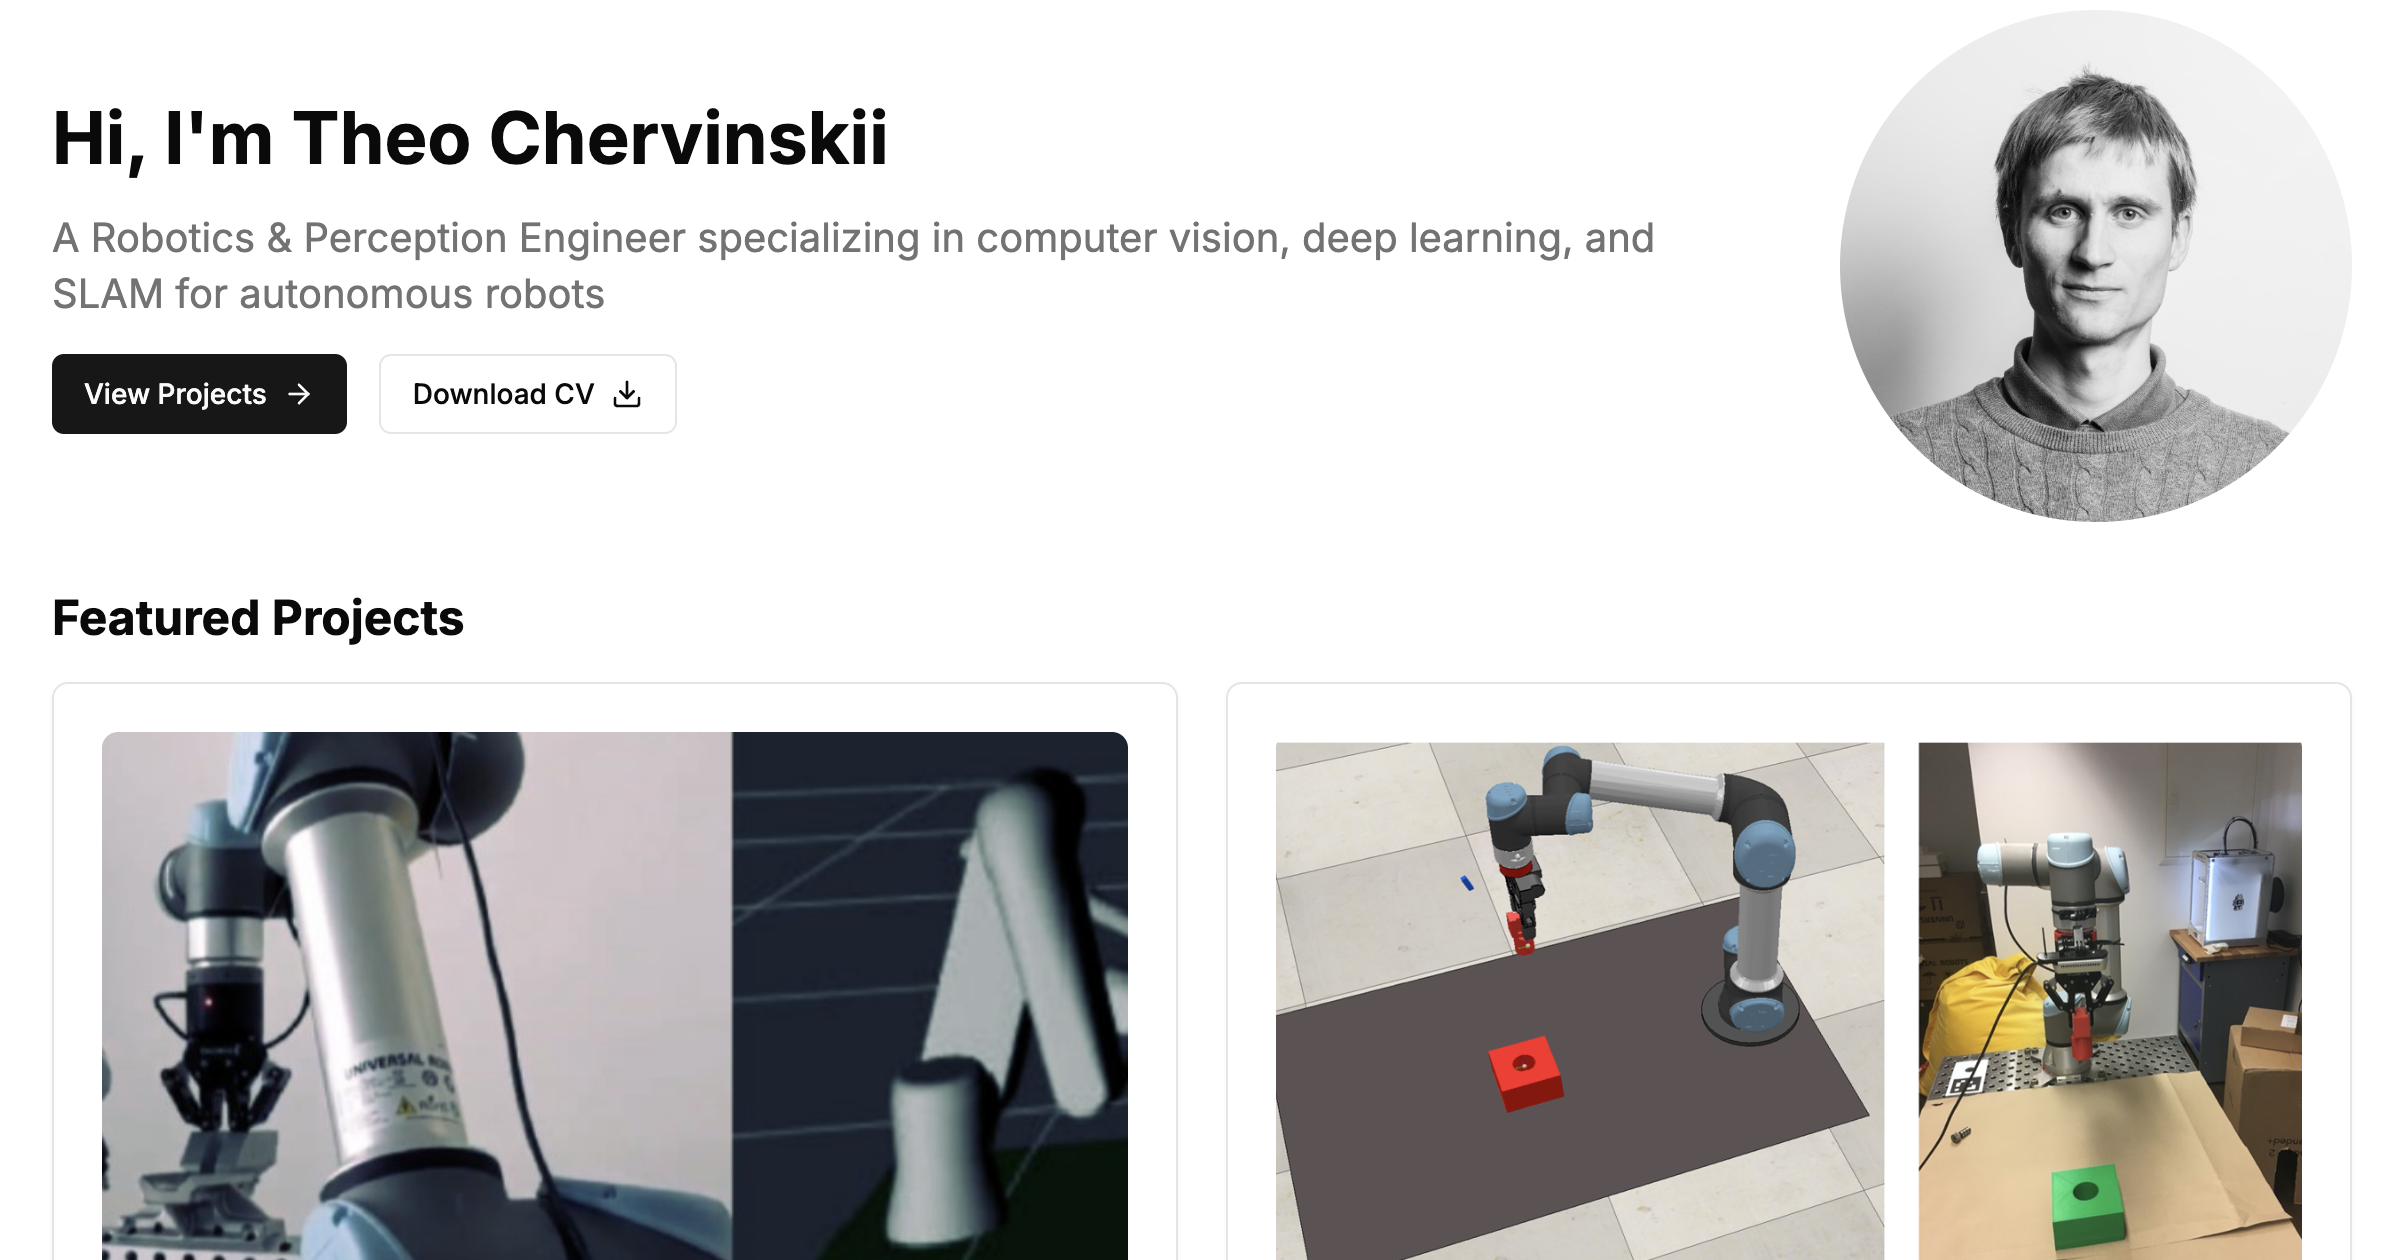 Hi, I'm Theo Chervinskii
A Robotics & Perception Engineer specializing in computer vision, deep learning, and
SLAM for autonomous robots
View Projects
Download CV
Featured Projects
UNIVERSAL